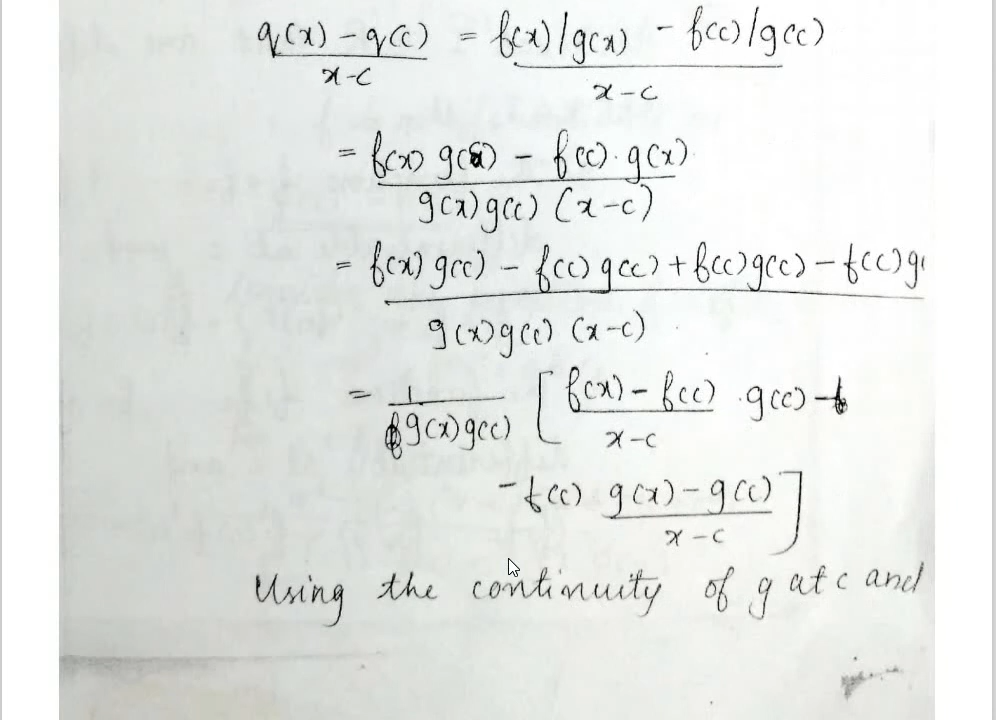 q(x) - q(c) / x-c = f(x)/g(x) - f(c)/g(c) / x-c
= f(x) g(c) - f(c)·g(x) / g(x)g(c) (x-c)
= f(x) g(c) - f(c) g(c) + f(c)g(c) - f(c)g( / g(x)g(c) (x-c)
= 1 / g(x)g(c) [ f(x) - f(c) / x-c ·g(c) -
- f(c) g(x) - g(c) / x-c ]
Using the continuity of g at c and